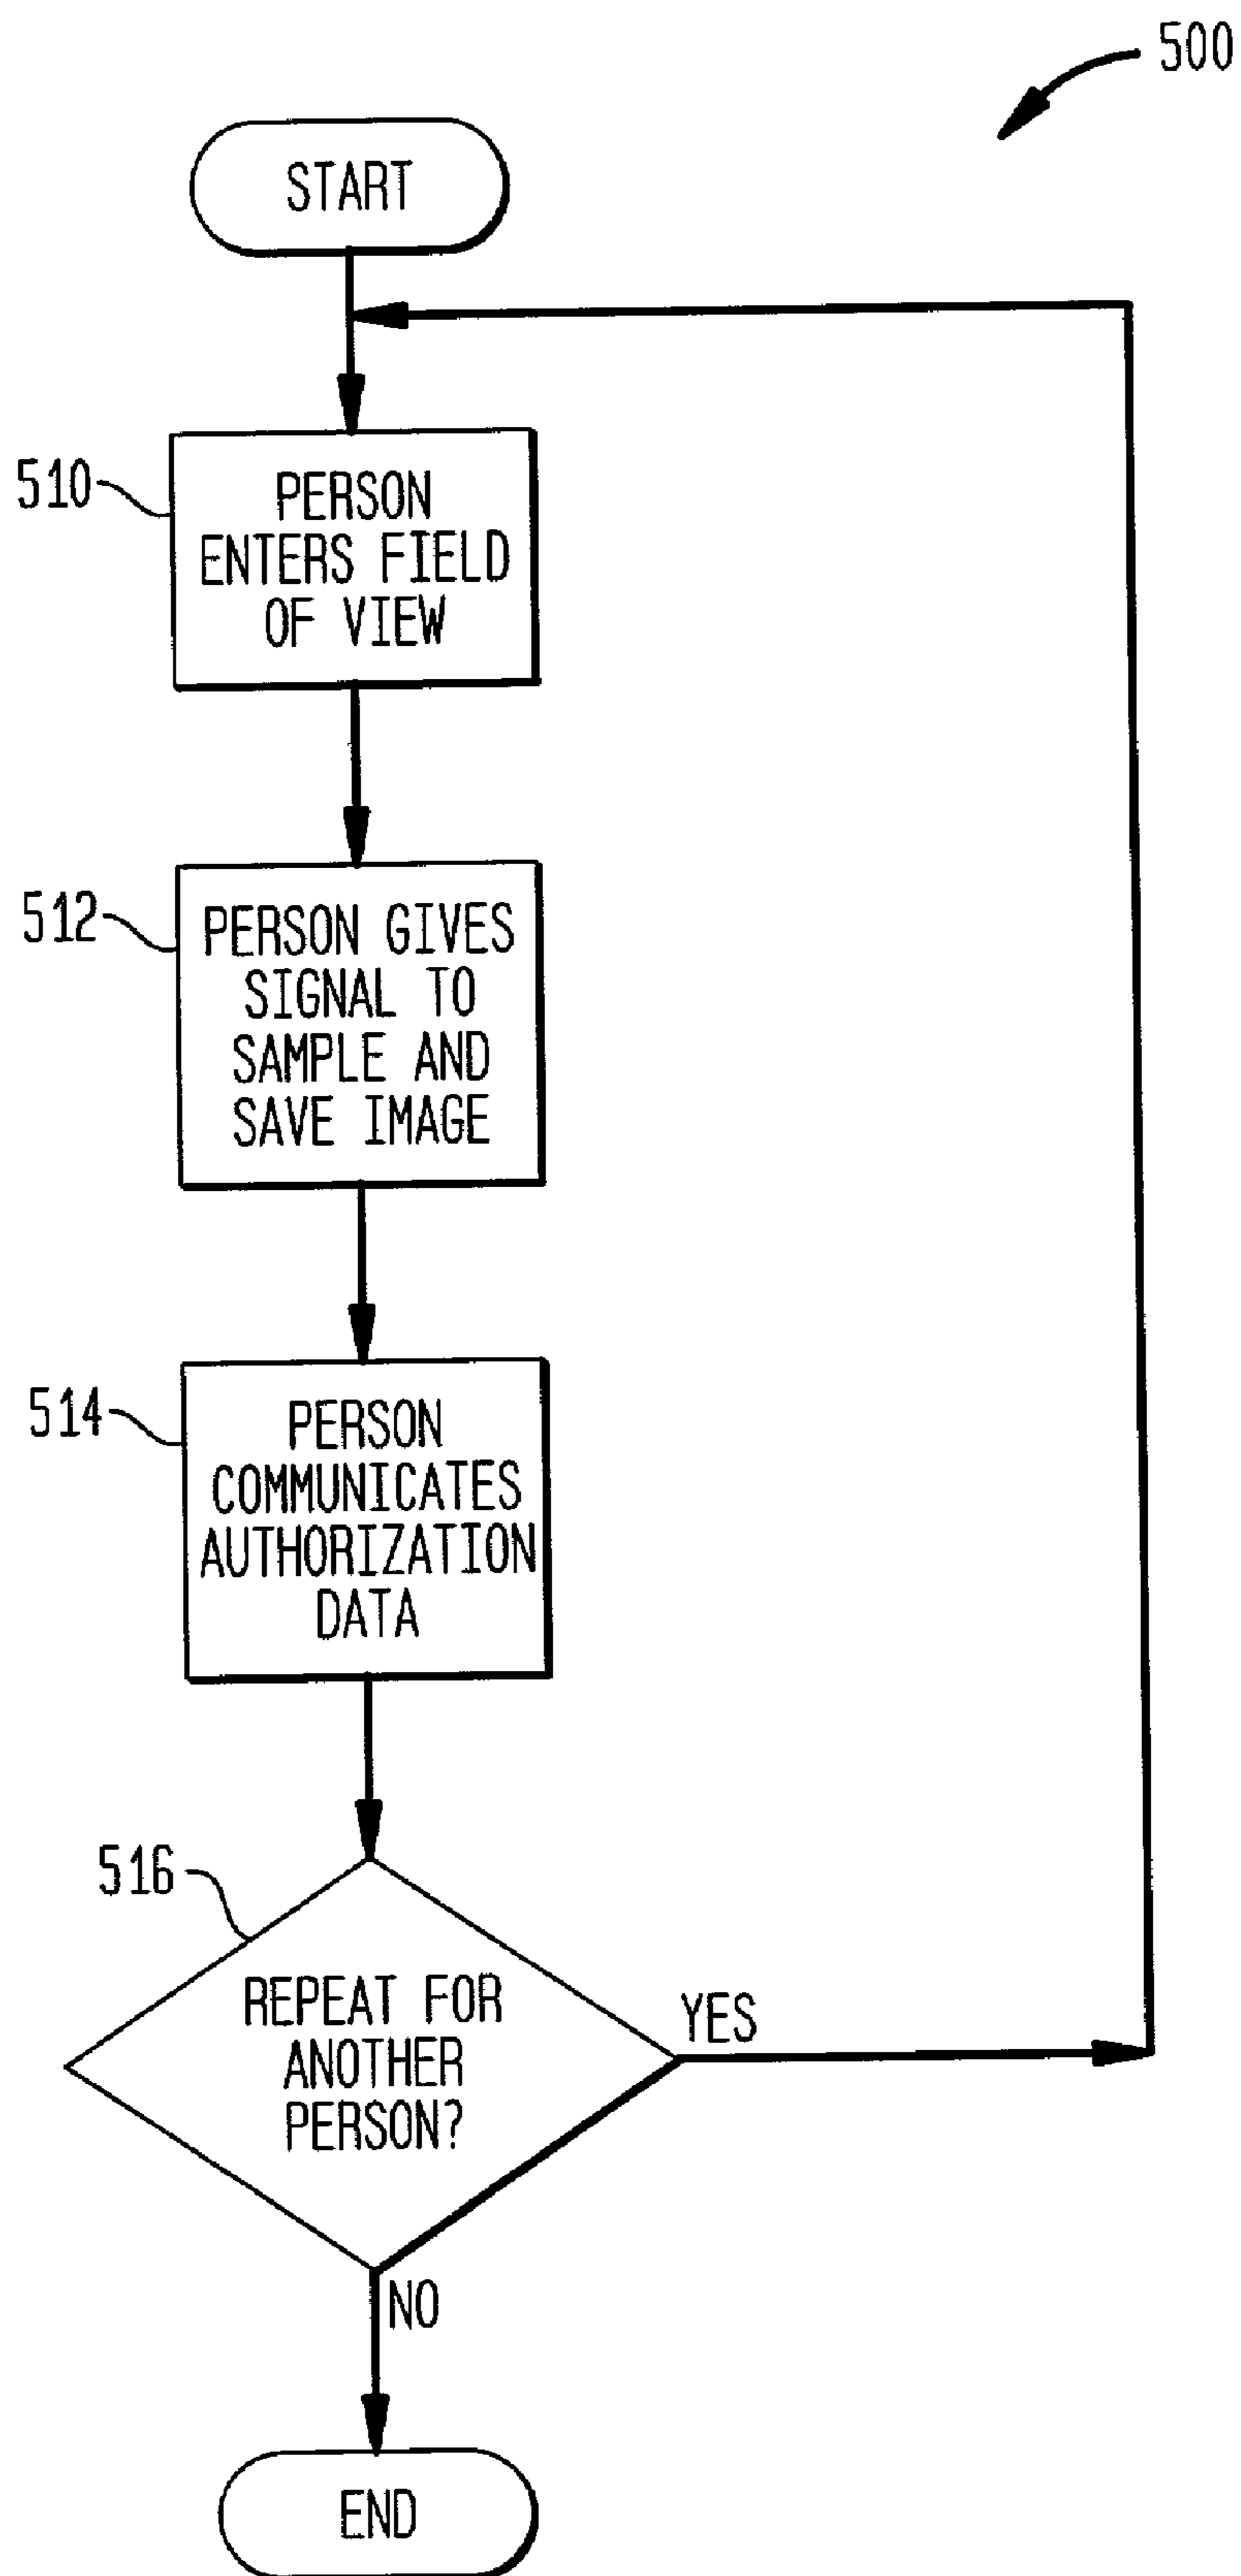 500
START
510
PERSON
ENTERS FIELD
OF VIEW
512
PERSON GIVES
SIGNAL TO
SAMPLE AND
SAVE IMAGE
514
PERSON
COMMUNICATES
AUTHORIZATION
DATA
516
REPEAT FOR
ANOTHER
PERSON?
YES
NO
END